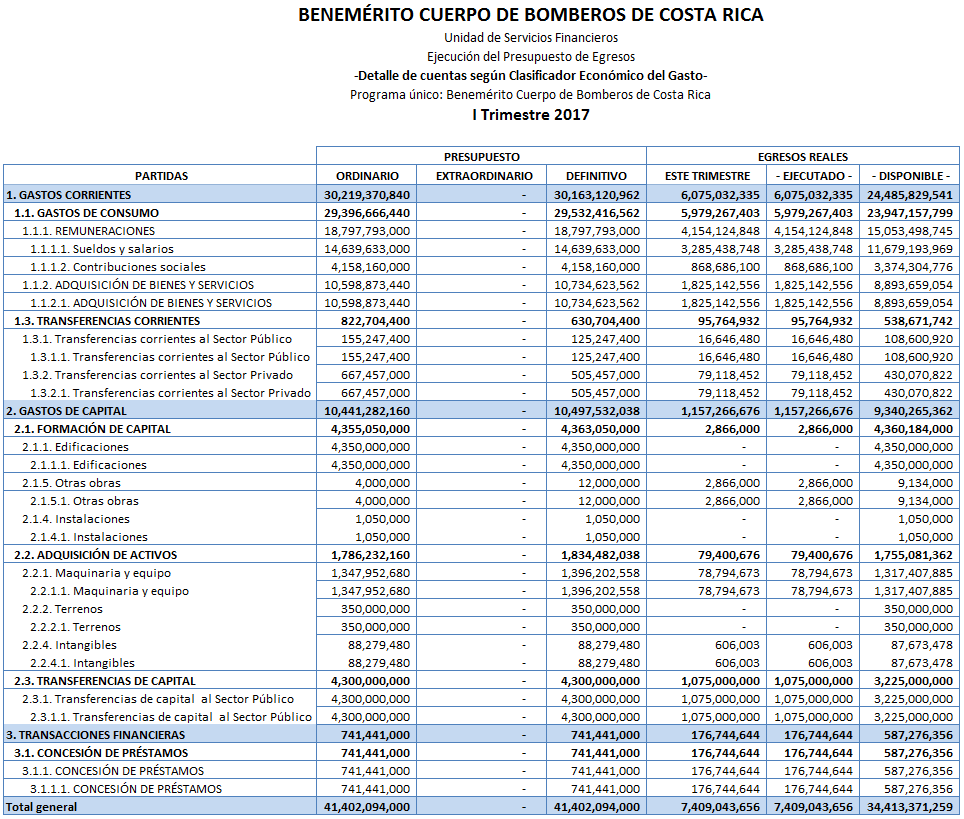 BENEMÉRITO CUERPO DE BOMBEROS DE COSTA RICA
Unidad de Servicios Financieros
Ejecución del Presupuesto de Egresos
-Detalle de cuentas según Clasificador Económico del Gasto-
Programa único: Benemérito Cuerpo de Bomberos de Costa Rica
I Trimestre 2017
PRESUPUESTO EGRESOS REALES
PARTIDAS ORDINARIO EXTRAORDINARIO DEFINITIVO ESTE TRIMESTRE - EJECUTADO - - DISPONIBLE -
1. GASTOS CORRIENTES 30,219,370,840 - 30,163,120,962 6,075,032,335 6,075,032,335 24,485,829,541
1.1. GASTOS DE CONSUMO 29,396,666,440 - 29,532,416,562 5,979,267,403 5,979,267,403 23,947,157,799
1.1.1. REMUNERACIONES 18,797,793,000 - 18,797,793,000 4,154,124,848 4,154,124,848 15,053,498,745
1.1.1.1. Sueldos y salarios 14,639,633,000 - 14,639,633,000 3,285,438,748 3,285,438,748 11,679,193,969
1.1.1.2. Contribuciones sociales 4,158,160,000 - 4,158,160,000 868,686,100 868,686,100 3,374,304,776
1.1.2. ADQUISICIÓN DE BIENES Y SERVICIOS 10,598,873,440 - 10,734,623,562 1,825,142,556 1,825,142,556 8,893,659,054
1.1.2.1. ADQUISICIÓN DE BIENES Y SERVICIOS 10,598,873,440 - 10,734,623,562 1,825,142,556 1,825,142,556 8,893,659,054
1.3. TRANSFERENCIAS CORRIENTES 822,704,400 - 630,704,400 95,764,932 95,764,932 538,671,742
1.3.1. Transferencias corrientes al Sector Público 155,247,400 - 125,247,400 16,646,480 16,646,480 108,600,920
1.3.1.1. Transferencias corrientes al Sector Público 155,247,400 - 125,247,400 16,646,480 16,646,480 108,600,920
1.3.2. Transferencias corrientes al Sector Privado 667,457,000 - 505,457,000 79,118,452 79,118,452 430,070,822
1.3.2.1. Transferencias corrientes al Sector Privado 667,457,000 - 505,457,000 79,118,452 79,118,452 430,070,822
2. GASTOS DE CAPITAL 10,441,282,160 - 10,497,532,038 1,157,266,676 1,157,266,676 9,340,265,362
2.1. FORMACIÓN DE CAPITAL 4,355,050,000 - 4,363,050,000 2,866,000 2,866,000 4,360,184,000
2.1.1. Edificaciones 4,350,000,000 - 4,350,000,000 - - 4,350,000,000
2.1.1.1. Edificaciones 4,350,000,000 - 4,350,000,000 - - 4,350,000,000
2.1.5. Otras obras 4,000,000 - 12,000,000 2,866,000 2,866,000 9,134,000
2.1.5.1. Otras obras 4,000,000 - 12,000,000 2,866,000 2,866,000 9,134,000
2.1.4. Instalaciones 1,050,000 - 1,050,000 - - 1,050,000
2.1.4.1. Instalaciones 1,050,000 - 1,050,000 - - 1,050,000
2.2. ADQUISICIÓN DE ACTIVOS 1,786,232,160 - 1,834,482,038 79,400,676 79,400,676 1,755,081,362
2.2.1. Maquinaria y equipo 1,347,952,680 - 1,396,202,558 78,794,673 78,794,673 1,317,407,885
2.2.1.1. Maquinaria y equipo 1,347,952,680 - 1,396,202,558 78,794,673 78,794,673 1,317,407,885
2.2.2. Terrenos 350,000,000 - 350,000,000 - - 350,000,000
2.2.2.1. Terrenos 350,000,000 - 350,000,000 - - 350,000,000
2.2.4. Intangibles 88,279,480 - 88,279,480 606,003 606,003 87,673,478
2.2.4.1. Intangibles 88,279,480 - 88,279,480 606,003 606,003 87,673,478
2.3. TRANSFERENCIAS DE CAPITAL 4,300,000,000 - 4,300,000,000 1,075,000,000 1,075,000,000 3,225,000,000
2.3.1. Transferencias de capital al Sector Público 4,300,000,000 - 4,300,000,000 1,075,000,000 1,075,000,000 3,225,000,000
2.3.1.1. Transferencias de capital al Sector Público 4,300,000,000 - 4,300,000,000 1,075,000,000 1,075,000,000 3,225,000,000
3. TRANSACCIONES FINANCIERAS 741,441,000 - 741,441,000 176,744,644 176,744,644 587,276,356
3.1. CONCESIÓN DE PRÉSTAMOS 741,441,000 - 741,441,000 176,744,644 176,744,644 587,276,356
3.1.1. CONCESIÓN DE PRÉSTAMOS 741,441,000 - 741,441,000 176,744,644 176,744,644 587,276,356
3.1.1.1. CONCESIÓN DE PRÉSTAMOS 741,441,000 - 741,441,000 176,744,644 176,744,644 587,276,356
Total general 41,402,094,000 - 41,402,094,000 7,409,043,656 7,409,043,656 34,413,371,259